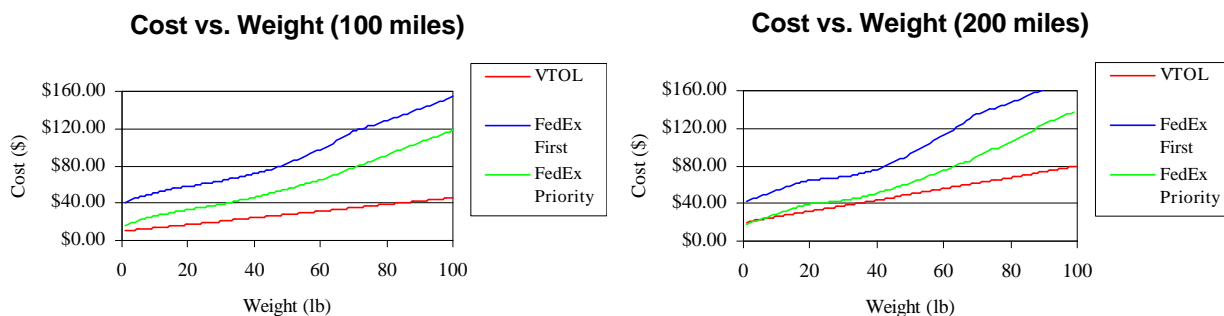 Cost vs. Weight (100 miles)
$160.00
$120.00
$80.00
$40.00
$0.00
Cost ($)
0 20 40 60 80 100
Weight (lb)
VTOL
FedEx
First
FedEx
Priority
Cost vs. Weight (200 miles)
$160.00
$120.00
$80.00
$40.00
$0.00
Cost ($)
0 20 40 60 80 100
Weight (lb)
VTOL
FedEx
First
FedEx
Priority